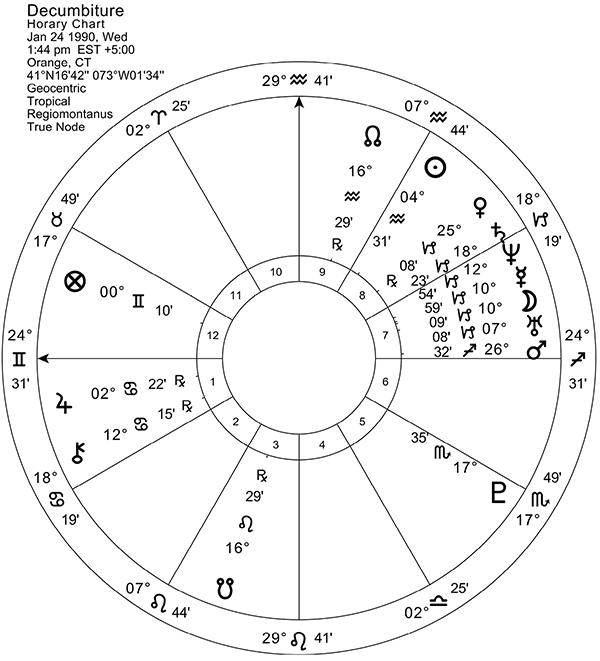 Decumbiture
Horary Chart
Jan 24 1990, Wed
1:44 pm EST +5:00
Orange, CT
41°N16'42" 073°W01'34"
Geocentric
Tropical
Regiomontanus
True Node
29° ♒ 41'
07° ♒ 44'
02° ♈ 25'
49' ♉ 17°
18° ♑ 19'
☊ 16° ♒ 29' ℞
☉ 04° ♒ 31'
♀ 25° ♑ 08' ℞
♄ 18° ♑ 23'
♆ 12° ♑ 54'
☿ 10° ♑ 59'
☽ 10° ♑ 09'
♅ 07° ♑ 08'
♂ 26° ♐ 32'
⊗ 00° ♊ 10'
10
9
11
8
12
7
24° ♊ 31'
24° ♐ 31'
1
6
2
5
3
4
♃ 02° ♋ 22' ℞
⚷ 12° ♋ 15' ℞
♇ 17° ♏ 35'
18° ♋ 19'
49' ♏ 17°
☋ 16° ♌ 29' ℞
07° ♌ 44'
02° ♎ 25'
29° ♌ 41'